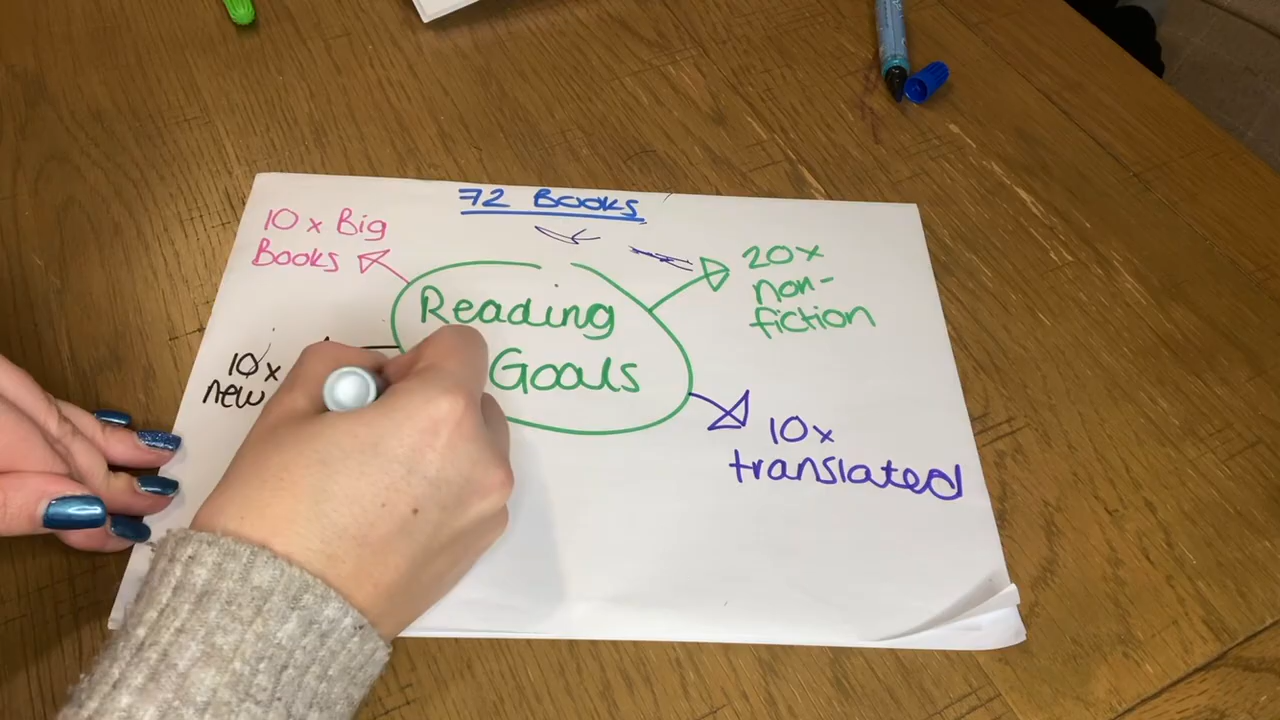 72 Books
10 x Big
Books
20x
non-
fiction
Reading
Goals
10x
new
10x
translated